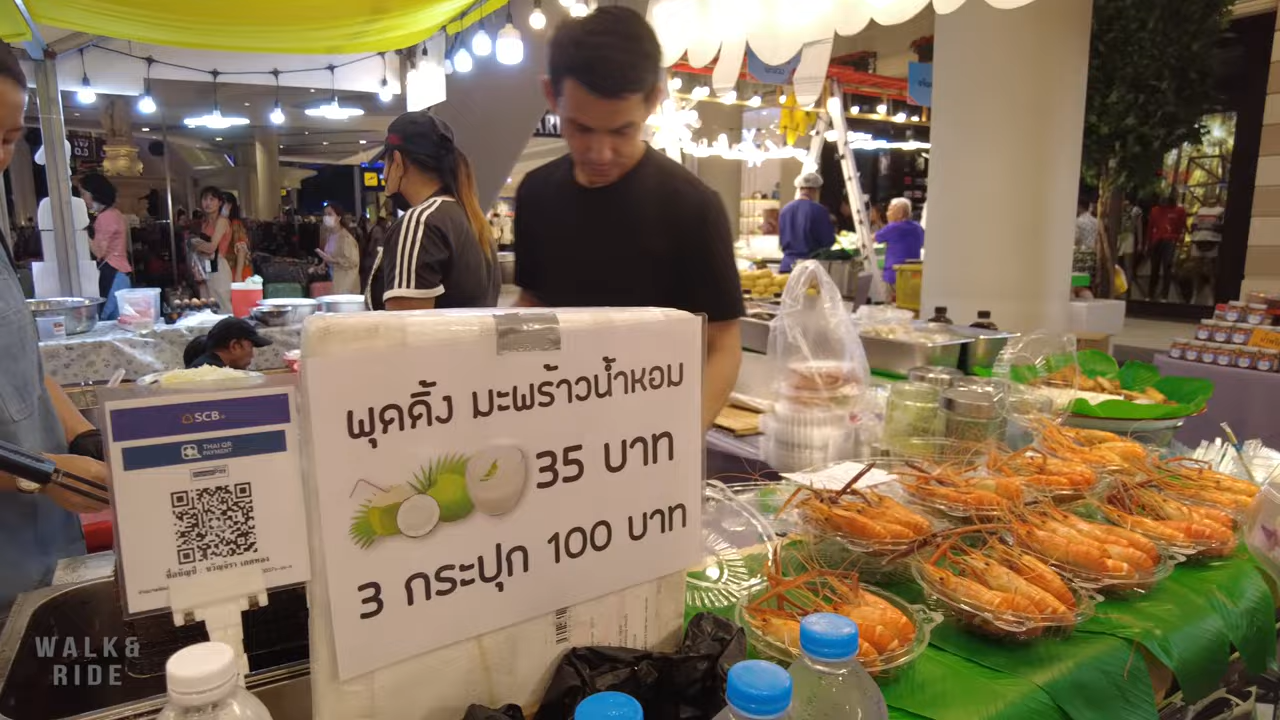 SCB
THAI QR
PAYMENT
พุดดิ้ง มะพร้าวน้ำหอม
35 บาท
3 กระปุก 100 บาท
WALK&
RIDE